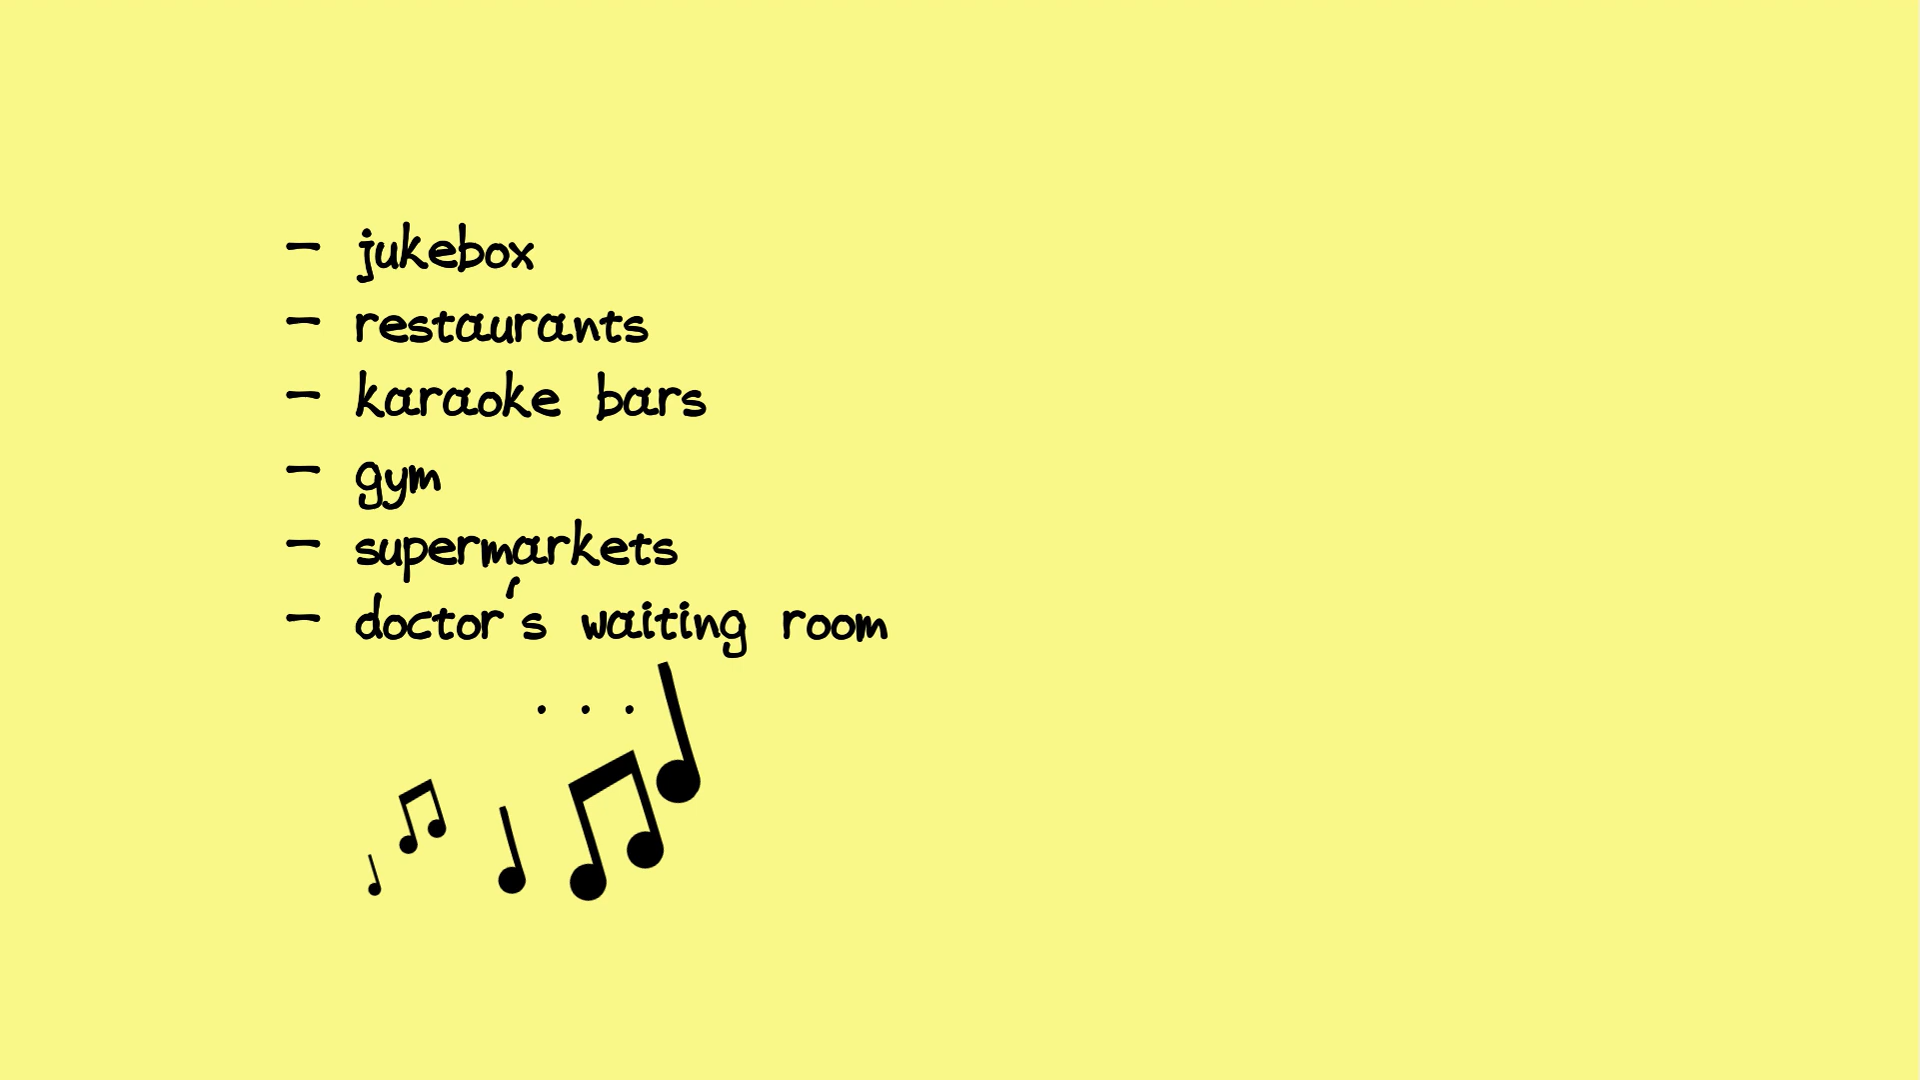 - jukebox
- restaurants
- karaoke bars
- gym
- supermarkets
- doctor's waiting room
. . .